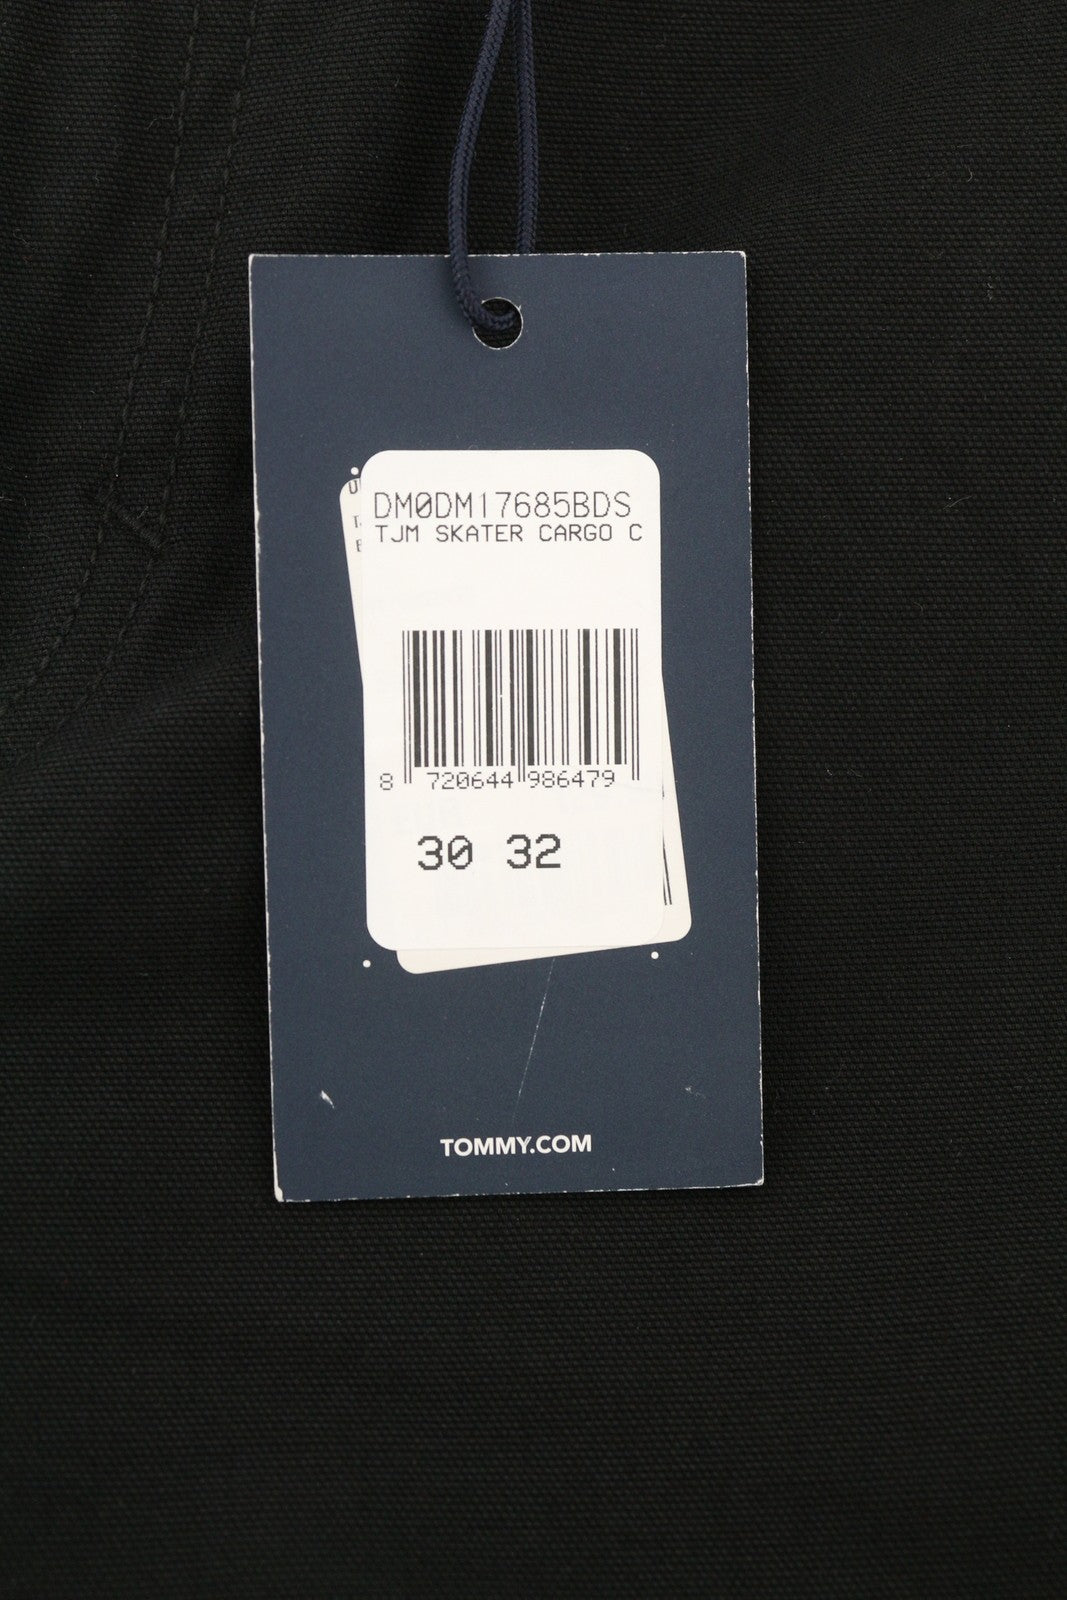 DM0DM17685BDS
TJM SKATER CARGO C
8 720644 986479
30 32
TOMMY.COM